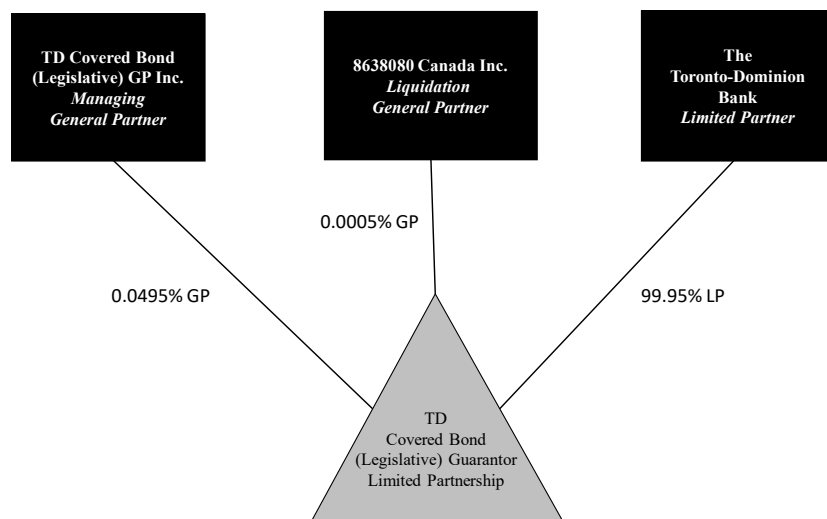 TD Covered Bond
(Legislative) GP Inc.
Managing
General Partner
8638080 Canada Inc.
Liquidation
General Partner
The
Toronto-Dominion
Bank
Limited Partner
0.0005% GP
0.0495% GP
99.95% LP
TD
Covered Bond
(Legislative) Guarantor
Limited Partnership